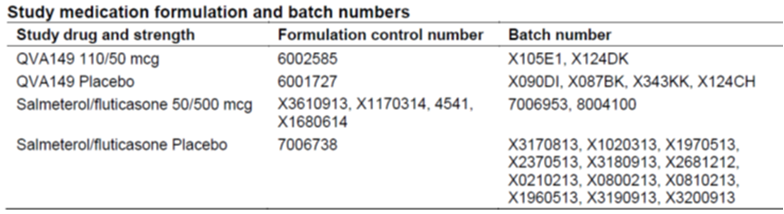 Study medication formulation and batch numbers
Study drug and strength Formulation control number Batch number
QVA149 110/50 mcg 6002585 X105E1, X124DK
QVA149 Placebo 6001727 X090DI, X087BK, X343KK, X124CH
Salmeterol/fluticasone 50/500 mcg X3610913, X1170314, 4541, 7006953, 8004100
X1680614
Salmeterol/fluticasone Placebo 7006738 X3170813, X1020313, X1970513,
X2370513, X3180913, X2681212,
X0210213, X0800213, X0810213,
X1960513, X3190913, X3200913